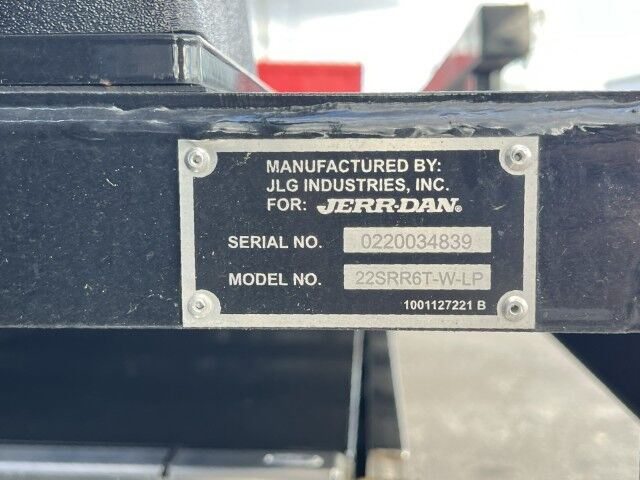 MANUFACTURED BY:
JLG INDUSTRIES, INC.
FOR: JERR-DAN®
SERIAL NO. 0220034839
MODEL NO. 22SRR6T-W-LP
1001127221 B